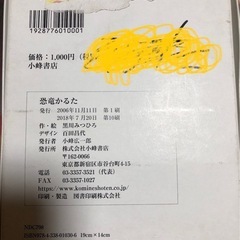 1928776010001
価格：1,000円（税
小峰書店
恐竜かるた
発行 2006年11月11日 第1刷
2018年 7月20日 第10刷
作・絵 黒川みつひろ
デザイン 百田昌代
発行者 小峰広一郎
発行所 株式会社小峰書店
〒162-0066
東京都新宿区市谷台町4-15
電話 03-3357-3521（代表）
FAX 03-3357-1027
https://www.komineshoten.co.jp/
印刷・製造 図書印刷株式会社
19cm×14cm